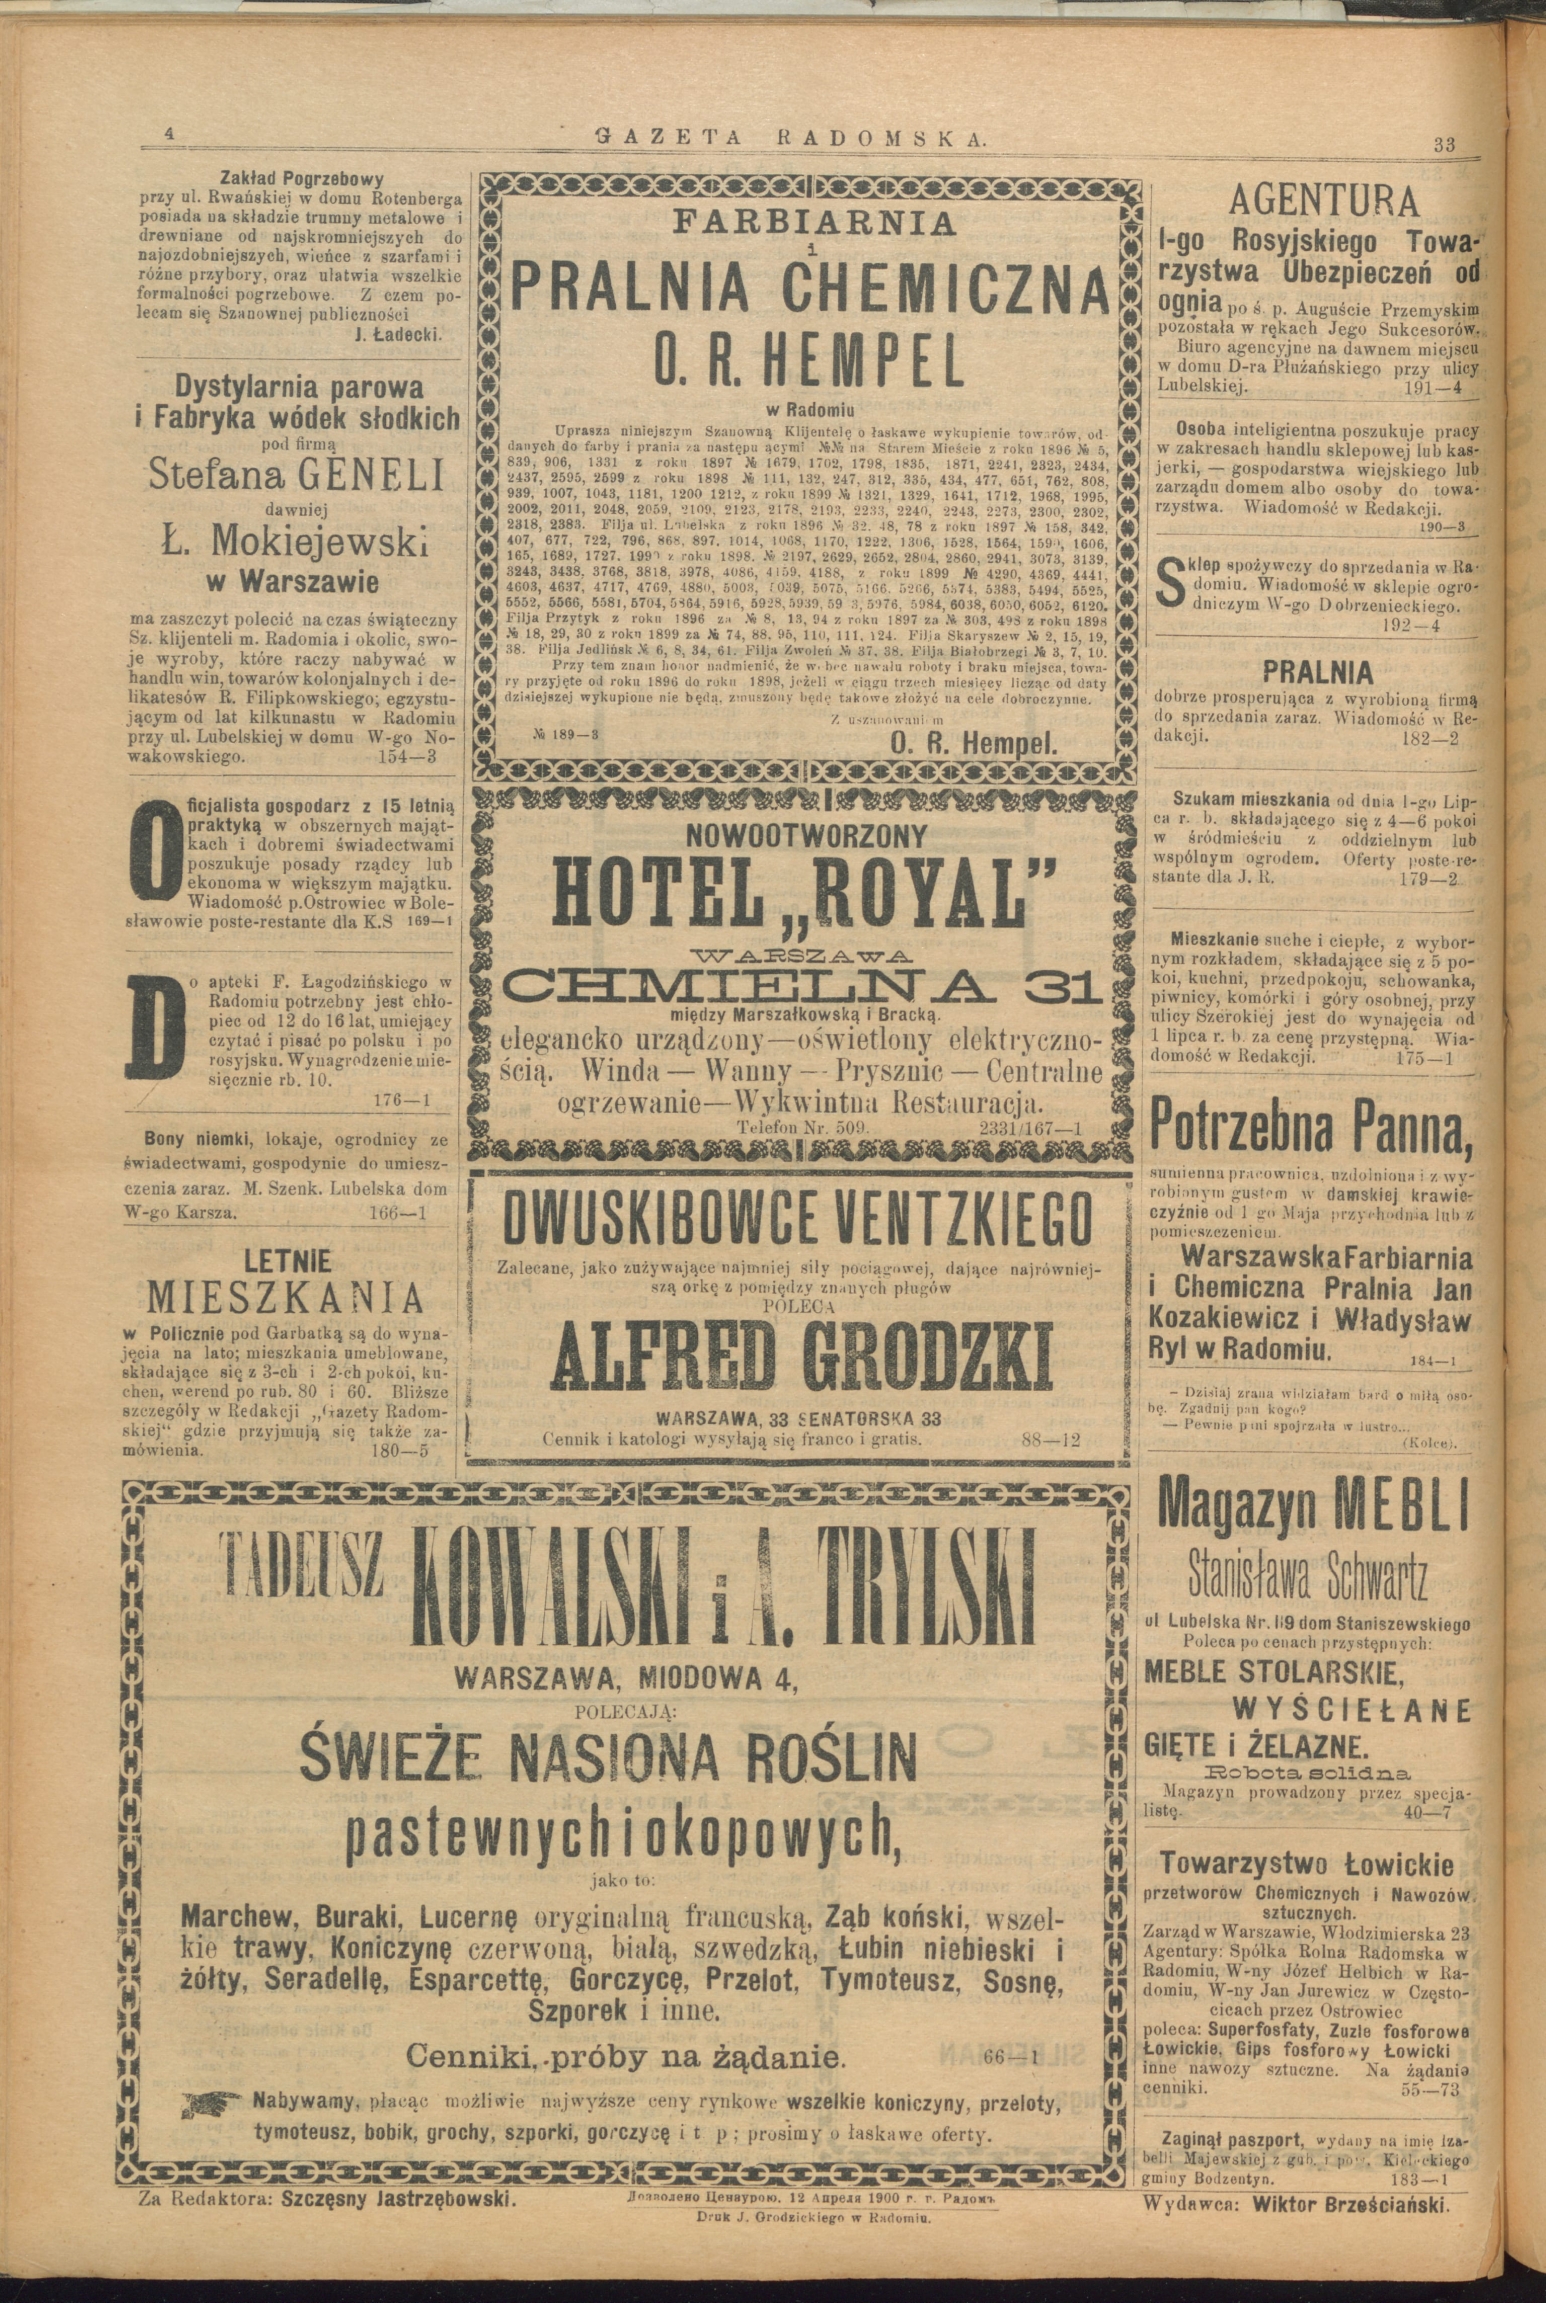 4
GAZETA RADOMSKA.
33
Zakład Pogrzebowy
przy ul. Rwańskiej w domu Rotenberga
posiada na składzie trumny metalowe i
drewniane od najskromniejszych do
najozdobniejszych, wieńce z szarfami i
różne przybory, oraz ułatwia wszelkie
formalności pogrzebowe. Z czem po-
lecam się Szanownej publiczności
J. Ładecki.
Dystylarnia parowa
i Fabryka wódek słodkich
pod firmą
Stefana GENELI
dawniej
Ł. Mokiejewski
w Warszawie
ma zaszczyt polecić na czas świąteczny
Sz. klijenteli m. Radomia i okolic, swo-
je wyroby, które raczy nabywać w
handlu win, towarów kolonjalnych i de-
likatesów R. Filipkowskiego; egzystu-
jącym od lat kilkunastu w Radomiu
przy ul. Lubelskiej w domu W-go No-
wakowskiego. 154—3
Oficjalista gospodarz z 15 letnią
praktyką w obszernych mająt-
kach i dobremi świadectwami
poszukuje posady rządcy lub
ekonoma w większym majątku.
Wiadomość p.Ostrowiec w Bole-
sławowie poste-restante dla K.S 169—1
Do apteki F. Łagodzińskiego w
Radomiu potrzebny jest chło-
piec od 12 do 16 lat, umiejący
czytać i pisać po polsku i po
rosyjsku. Wynagrodzenie mie-
sięcznie rb. 10.
176—1
Bony niemki, lokaje, ogrodnicy ze
świadectwami, gospodynie do umiesz-
czenia zaraz. M. Szenk. Lubelska dom
W-go Karsza. 166—1
LETNIE
MIESZKANIA
w Policznie pod Garbatką są do wyna-
jęcia na lato; mieszkania umeblowane,
składające się z 3-ch i 2-ch pokoi, ku-
chen, werend po rub. 80 i 60. Bliższe
szczegóły w Redakcji „Gazety Radom-
skiej“ gdzie przyjmują się także za-
mówienia. 180—5
FARBIARNIA
i
PRALNIA CHEMICZNA
O. R. HEMPEL
w Radomiu
Uprasza niniejszym Szanowną Klijentelę o łaskawe wykupienie towarów, od-
danych do farby i prania za następu ącymi №№ na Starem Mieście z roku 1896 № 5,
839, 906, 1331 z roku 1897 № 1679, 1702, 1798, 1835, 1871, 2241, 2323, 2434,
2437, 2595, 2599 z roku 1898 № 111, 132, 247, 312, 335, 434, 477, 651, 762, 808,
939, 1007, 1043, 1181, 1200 1212, z roku 1899 № 1321, 1329, 1641, 1712, 1968, 1995,
2002, 2011, 2048, 2059, 2109, 2123, 2178, 2193, 2233, 2240, 2243, 2273, 2300, 2302,
2318, 2383. Filja ul. Lubelska z roku 1896 № 32, 48, 78 z roku 1897 № 158, 342,
407, 677, 722, 796, 868, 897, 1014, 1068, 1170, 1222, 1306, 1528, 1564, 1590, 1606,
165, 1689, 1727, z roku 1898. № 2197, 2629, 2652, 2804, 2860, 2941, 3073, 3139,
3243, 3438, 3768, 3818, 3978, 4086, 4159, 4188, z roku 1899 № 4290, 4369, 4441,
4603, 4637, 4717, 4769, 4880, 5003, 5039, 5075, 5166, 5266, 5374, 5383, 5494, 5525,
5552, 5566, 5581, 5704, 5864, 5916, 5928, 5939, 5976, 5984, 6038, 6050, 6052, 6120.
Filja Przytyk z roku 1896 za № 8, 13, 94 z roku 1897 za № 303, 498 z roku 1898
№ 18, 29, 30 z roku 1899 za № 74, 88, 95, 110, 111, 124. Filja Skaryszew № 2, 15, 19,
38. Filja Jedlińsk № 6, 8, 34, 61. Filja Zwoleń № 37, 38. Filja Białobrzegi № 3, 7, 10.
Przy tem znam honor nadmienić, że wobec nawału roboty i braku miejsca, towa-
ry przyjęte od roku 1896 do roku 1898, jeżeli w ciągu trzech miesięcy licząc od daty
dzisiejszej wykupione nie będą, zmuszony będę takowe złożyć na cele dobroczynne.
Z uszanowaniem
№ 189—3
O. R. Hempel.
NOWOOTWORZONY
HOTEL „ROYAL”
WARSZAWA
CHMIELNA 31
między Marszałkowską i Bracką.
elegancko urządzony—oświetlony elektryczno-
ścią. Winda — Wanny — Prysznic — Centralne
ogrzewanie—Wykwintna Restauracja.
Telefon Nr. 509. 2331/167—1
DWUSKIBOWCE VENTZKIEGO
Zalecane, jako zużywające najmniej siły pociągowej, dające najrówniej-
szą orkę z pomiędzy znanych pługów
POLECA
ALFRED GRODZKI
WARSZAWA, 33 SENATORSKA 33
Cennik i katologi wysyłają się franco i gratis. 88—12
TADEUSZ KOWALSKI i A. TRYLSKI
WARSZAWA, MIODOWA 4,
POLECAJĄ:
ŚWIEŻE NASIONA ROŚLIN
pastewnych i okopowych,
jako to:
Marchew, Buraki, Lucernę oryginalną francuską, Ząb koński, wszel-
kie trawy, Koniczynę czerwoną, białą, szwedzką, Łubin niebieski i
żółty, Seradellę, Esparcettę, Gorczycę, Przelot, Tymoteusz, Sosnę,
Szporek i inne.
Cenniki, próby na żądanie. 66—1
Nabywamy, płacąc możliwie najwyższe ceny rynkowe wszelkie koniczyny, przeloty,
tymoteusz, bobik, grochy, szporki, gorczycę i t p; prosimy o łaskawe oferty.
AGENTURA
I-go Rosyjskiego Towa-
rzystwa Ubezpieczeń od
ognia po ś. p. Auguście Przemyskim
pozostała w rękach Jego Sukcesorów.
Biuro agencyjne na dawnem miejscu
w domu D-ra Płużańskiego przy ulicy
Lubelskiej. 191—4
Osoba inteligientna poszukuje pracy
w zakresach handlu sklepowej lub kas-
jerki, — gospodarstwa wiejskiego lub
zarządu domem albo osoby do towa-
rzystwa. Wiadomość w Redakcji.
190—3
Sklep spożywczy do sprzedania w Ra-
domiu. Wiadomość w sklepie ogro-
dniczym W-go Dobrzenieckiego.
192—4
PRALNIA
dobrze prosperująca z wyrobioną firmą
do sprzedania zaraz. Wiadomość w Re-
dakcji. 182—2
Szukam mieszkania od dnia 1-go Lip-
ca r. b. składającego się z 4—6 pokoi
w śródmieściu z oddzielnym lub
wspólnym ogrodem. Oferty poste-re-
stante dla J. R. 179—2
Mieszkanie suche i ciepłe, z wybor-
nym rozkładem, składające się z 5 po-
koi, kuchni, przedpokoju, schowanka,
piwnicy, komórki i góry osobnej, przy
ulicy Szerokiej jest do wynajęcia od
1 lipca r. b. za cenę przystępną. Wia-
domość w Redakcji. 175—1
Potrzebna Panna,
sumienna pracownica, uzdolniona i z wy-
robionym gustem w damskiej krawie-
czyźnie od 1 go Maja przychodnia lub z
pomieszczeniem.
Warszawska Farbiarnia
i Chemiczna Pralnia Jan
Kozakiewicz i Władysław
Ryl w Radomiu. 184—1
— Dzisiaj zrana widziałam bard o miłą oso-
bę. Zgadnij pan kogo?
— Pewnie pani spojrzała w lustro...
(Kolce).
Magazyn MEBLI
Stanisława Schwartz
ul Lubelska Nr. 119 dom Staniszewskiego
Poleca po cenach przystępnych:
MEBLE STOLARSKIE,
WYŚCIEŁANE
GIĘTE i ŻELAZNE.
Robota solidna
Magazyn prowadzony przez specja-
listę. 40—7
Towarzystwo Łowickie
przetworów Chemicznych i Nawozów
sztucznych.
Zarząd w Warszawie, Włodzimierska 23
Agentury: Spółka Rolna Radomska w
Radomiu, W-ny Józef Helbich w Ra-
domiu, W-ny Jan Jurewicz w Często-
cicach przez Ostrowiec
poleca: Superfosfaty, Zuzle fosforowe
Łowickie, Gips fosforowy Łowicki
inne nawozy sztuczne. Na żądanie
cenniki. 55—73
Zaginął paszport, wydany na imię Iza-
belli Majewskiej z gub. i pow. Kieleckiego
gminy Bodzentyn. 183—1
Za Redaktora: Szczęsny Jastrzębowski.
Дозволено Цензурою. 12 Апреля 1900 г. г. Радомъ
Druk J. Grodzickiego w Radomiu.
Wydawca: Wiktor Brześciański.